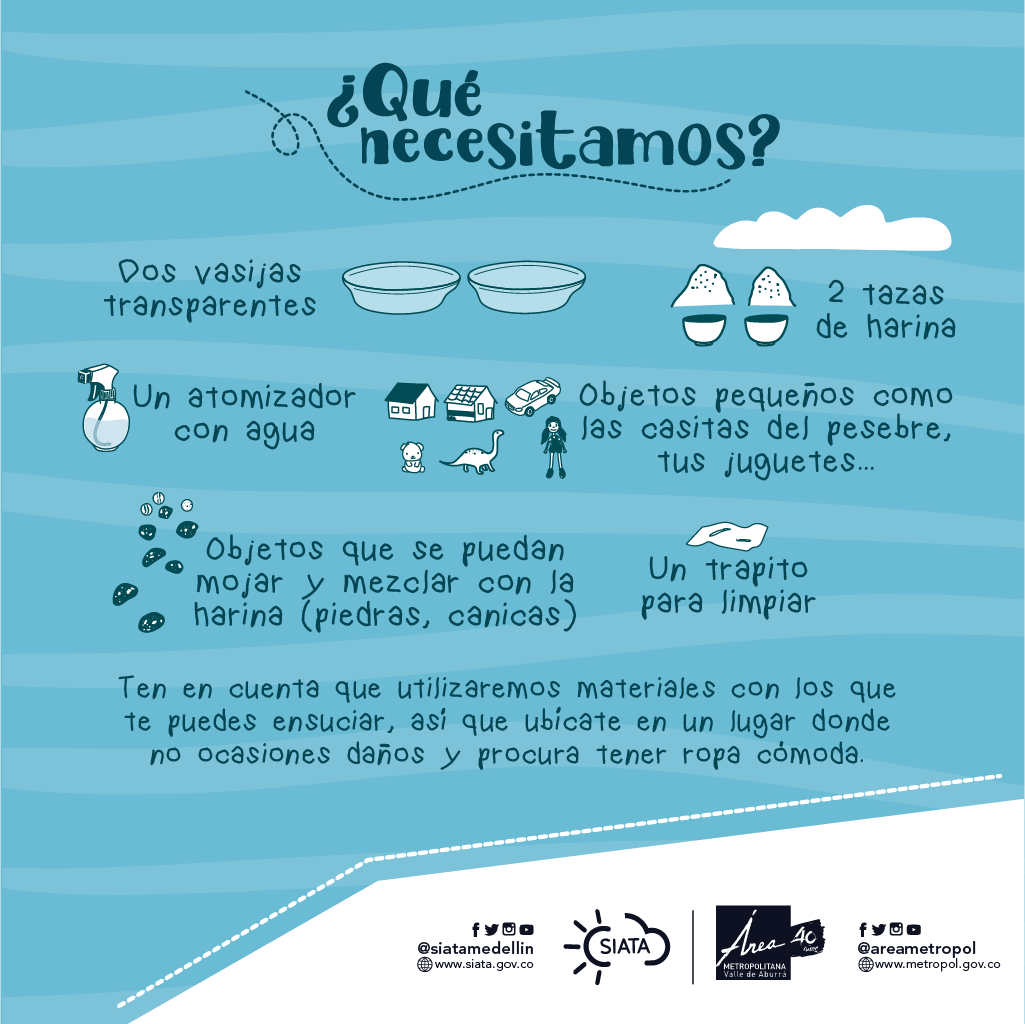 ¿Qué
necesitamos?
Dos vasijas
transparentes
2 tazas
de harina
Un atomizador
con agua
Objetos pequeños como
las casitas del pesebre,
tus juguetes...
Objetos que se puedan
mojar y mezclar con la
harina (piedras, canicas)
Un trapito
para limpiar
Ten en cuenta que utilizaremos materiales con los que
te puedes ensuciar, así que ubícate en un lugar donde
no ocasiones daños y procura tener ropa cómoda.
@siatamedellin
www.siata.gov.co
SIATA
Área
METROPOLITANA
Valle de Aburrá
40
@areametropol
www.metropol.gov.co